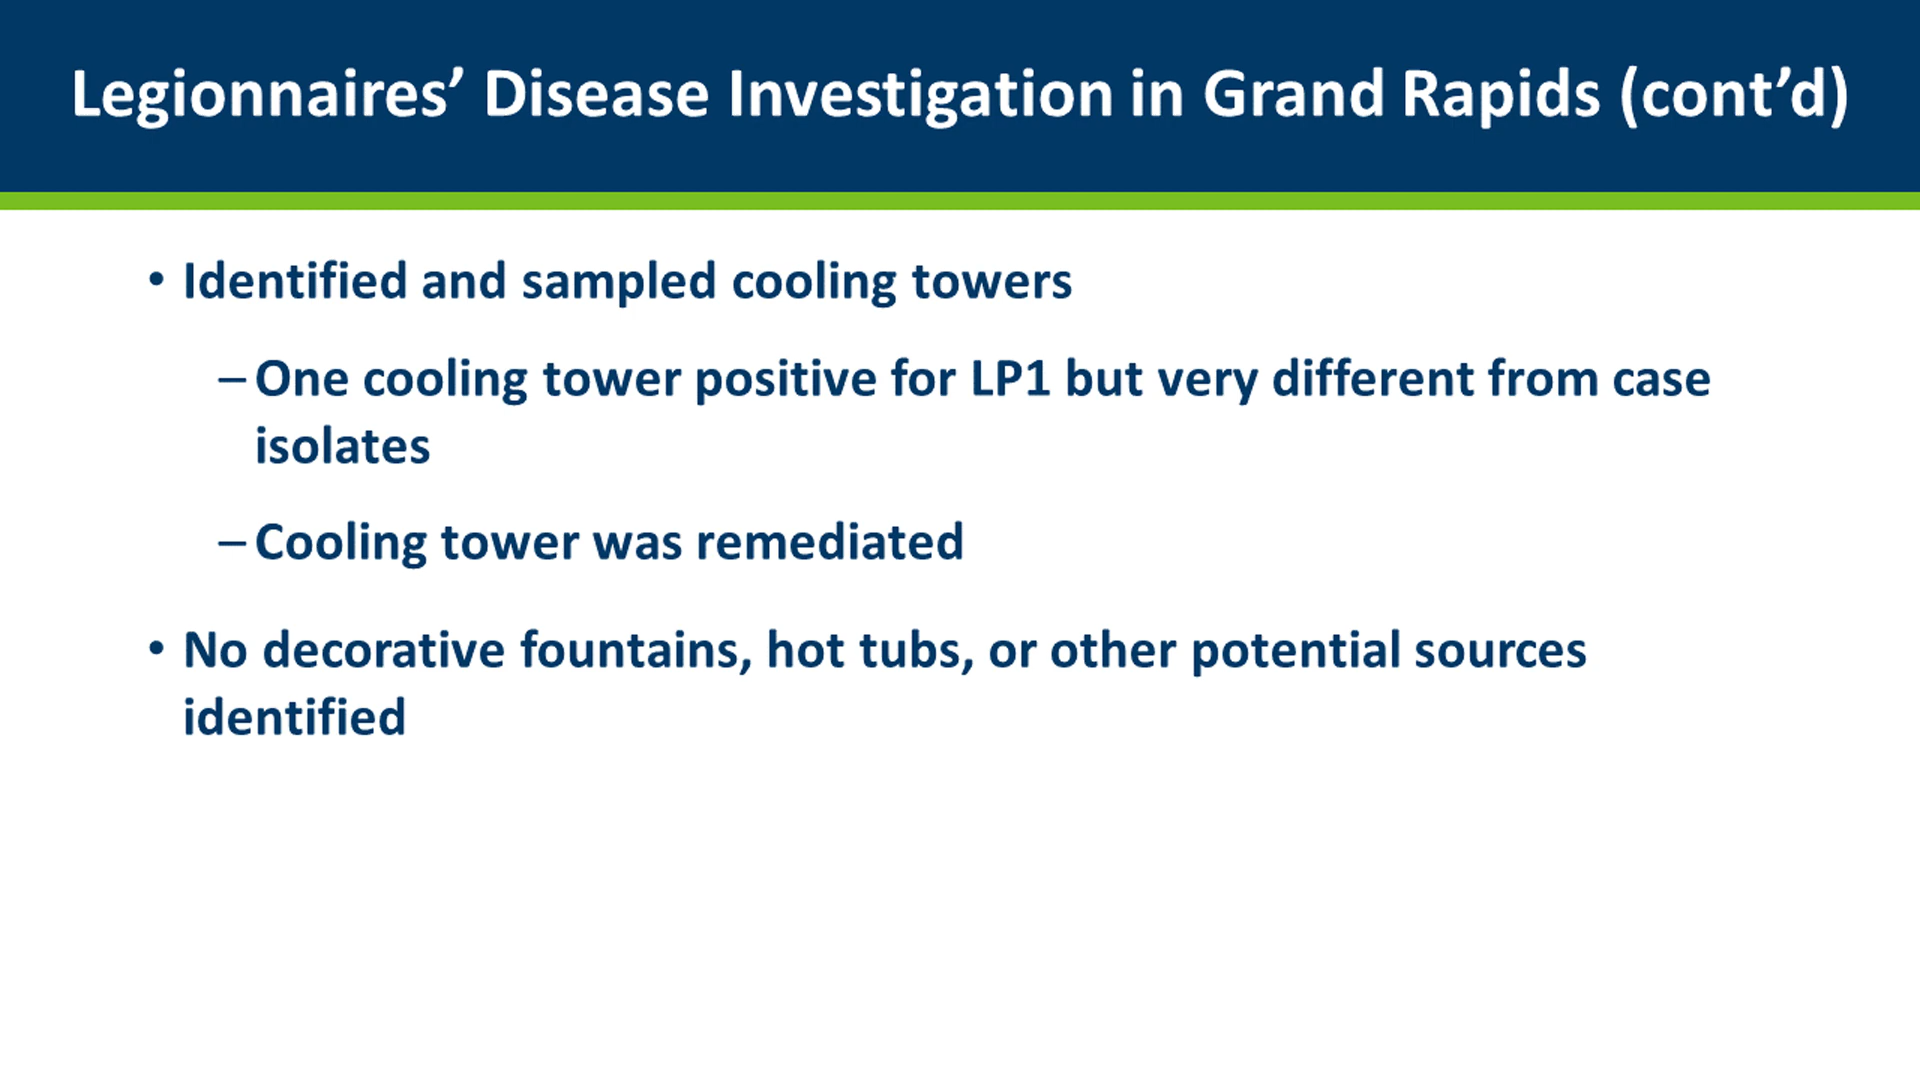 Legionnaires’ Disease Investigation in Grand Rapids (cont’d)
• Identified and sampled cooling towers
– One cooling tower positive for LP1 but very different from case
isolates
– Cooling tower was remediated
• No decorative fountains, hot tubs, or other potential sources
identified